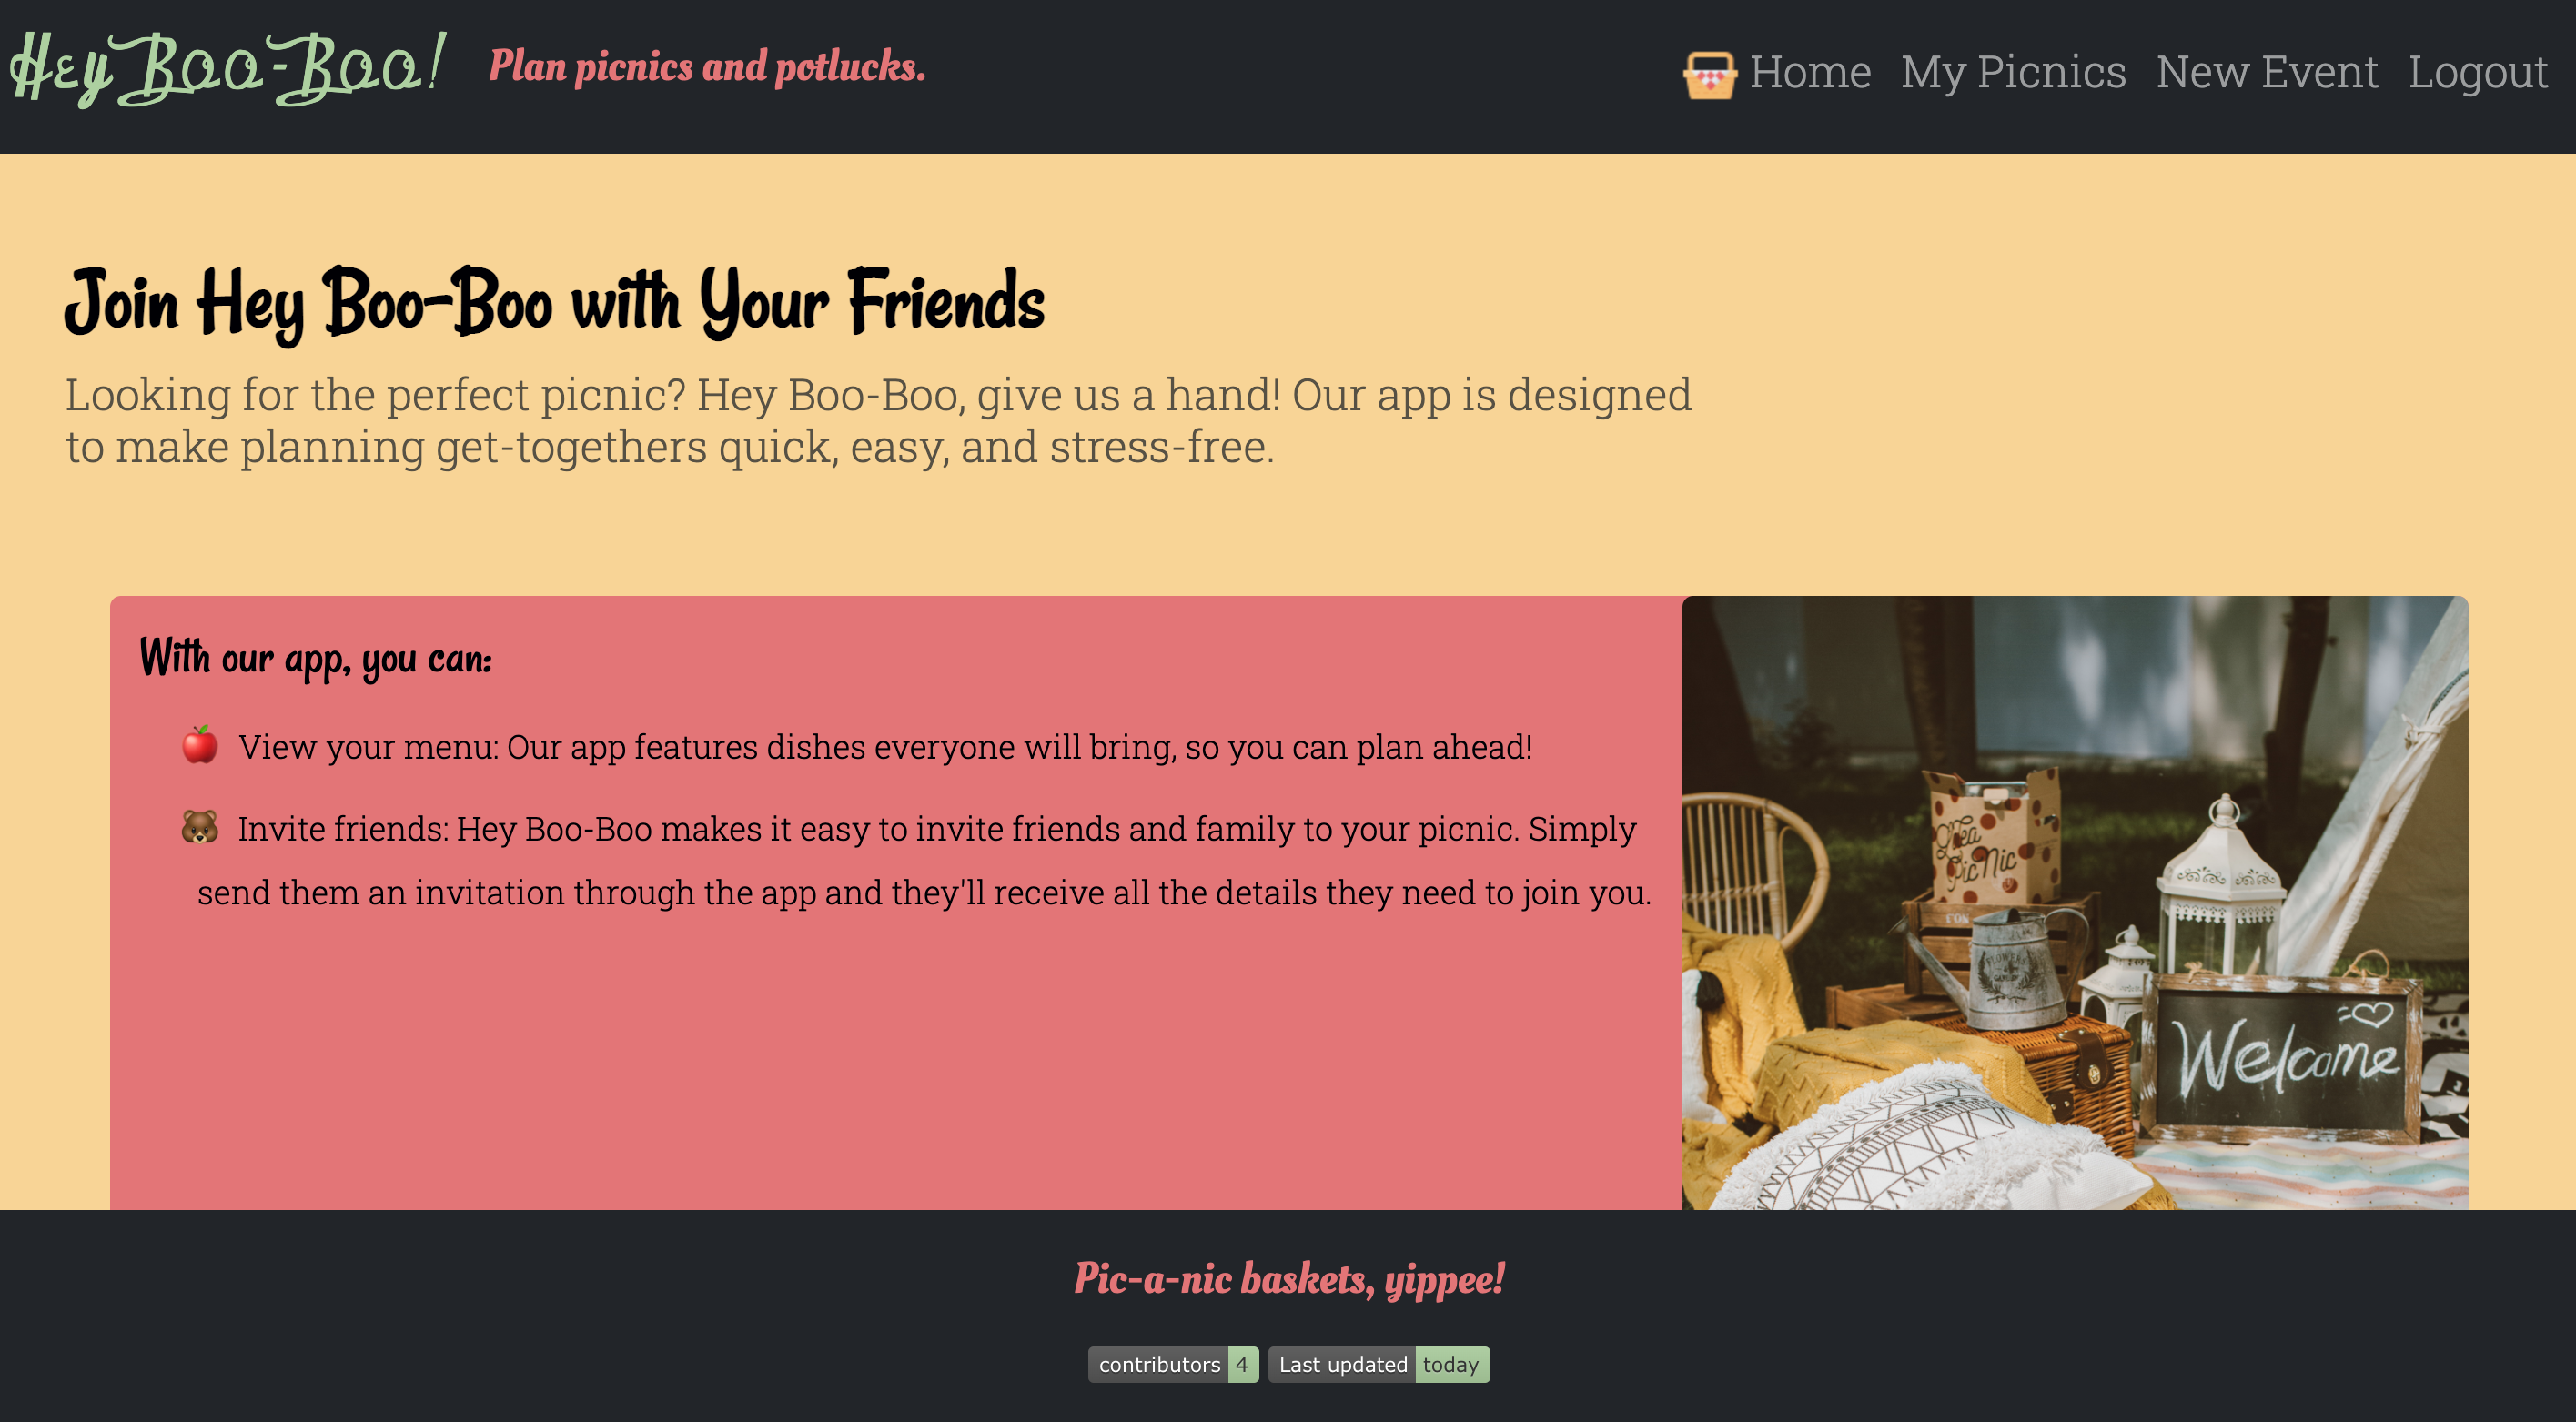 Hey Boo-Boo!
Plan picnics and potlucks.
Home My Picnics New Event Logout
Join Hey Boo-Boo with Your Friends
Looking for the perfect picnic? Hey Boo-Boo, give us a hand! Our app is designed
to make planning get-togethers quick, easy, and stress-free.
With our app, you can:
View your menu: Our app features dishes everyone will bring, so you can plan ahead!
Invite friends: Hey Boo-Boo makes it easy to invite friends and family to your picnic. Simply
send them an invitation through the app and they'll receive all the details they need to join you.
PicNic
FLOWERS
Welcome
Pic-a-nic baskets, yippee!
contributors 4 Last updated today